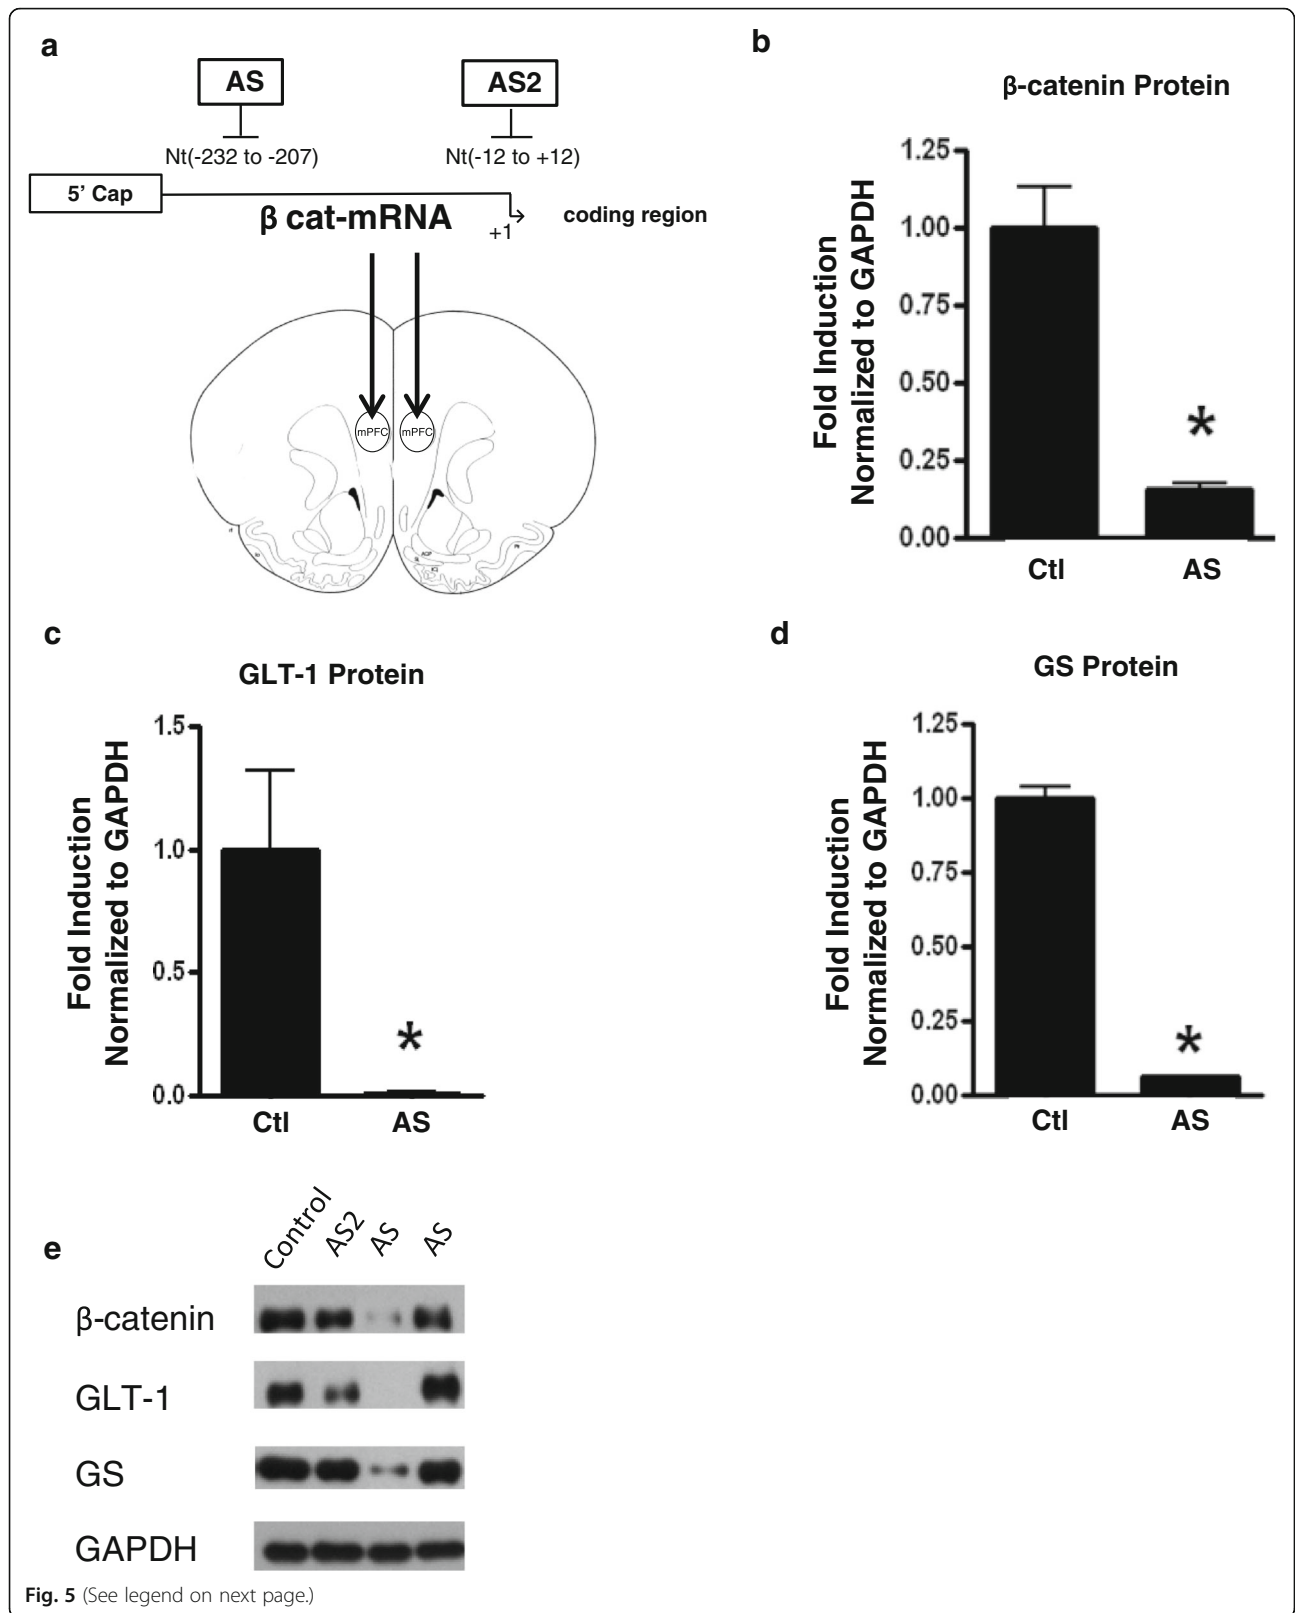 a
AS
AS2
Nt(-232 to -207)
Nt(-12 to +12)
5' Cap
β cat-mRNA
+1
coding region
mPFC
mPFC
b
β-catenin Protein
Fold Induction
Normalized to GAPDH
1.25
1.00
0.75
0.50
0.25
0.00
*
Ctl
AS
c
GLT-1 Protein
Fold Induction
Normalized to GAPDH
1.5
1.0
0.5
0.0
*
Ctl
AS
d
GS Protein
Fold Induction
Normalized to GAPDH
1.25
1.00
0.75
0.50
0.25
0.00
*
Ctl
AS
e
Control
AS2
AS
AS
β-catenin
GLT-1
GS
GAPDH
Fig. 5 (See legend on next page.)